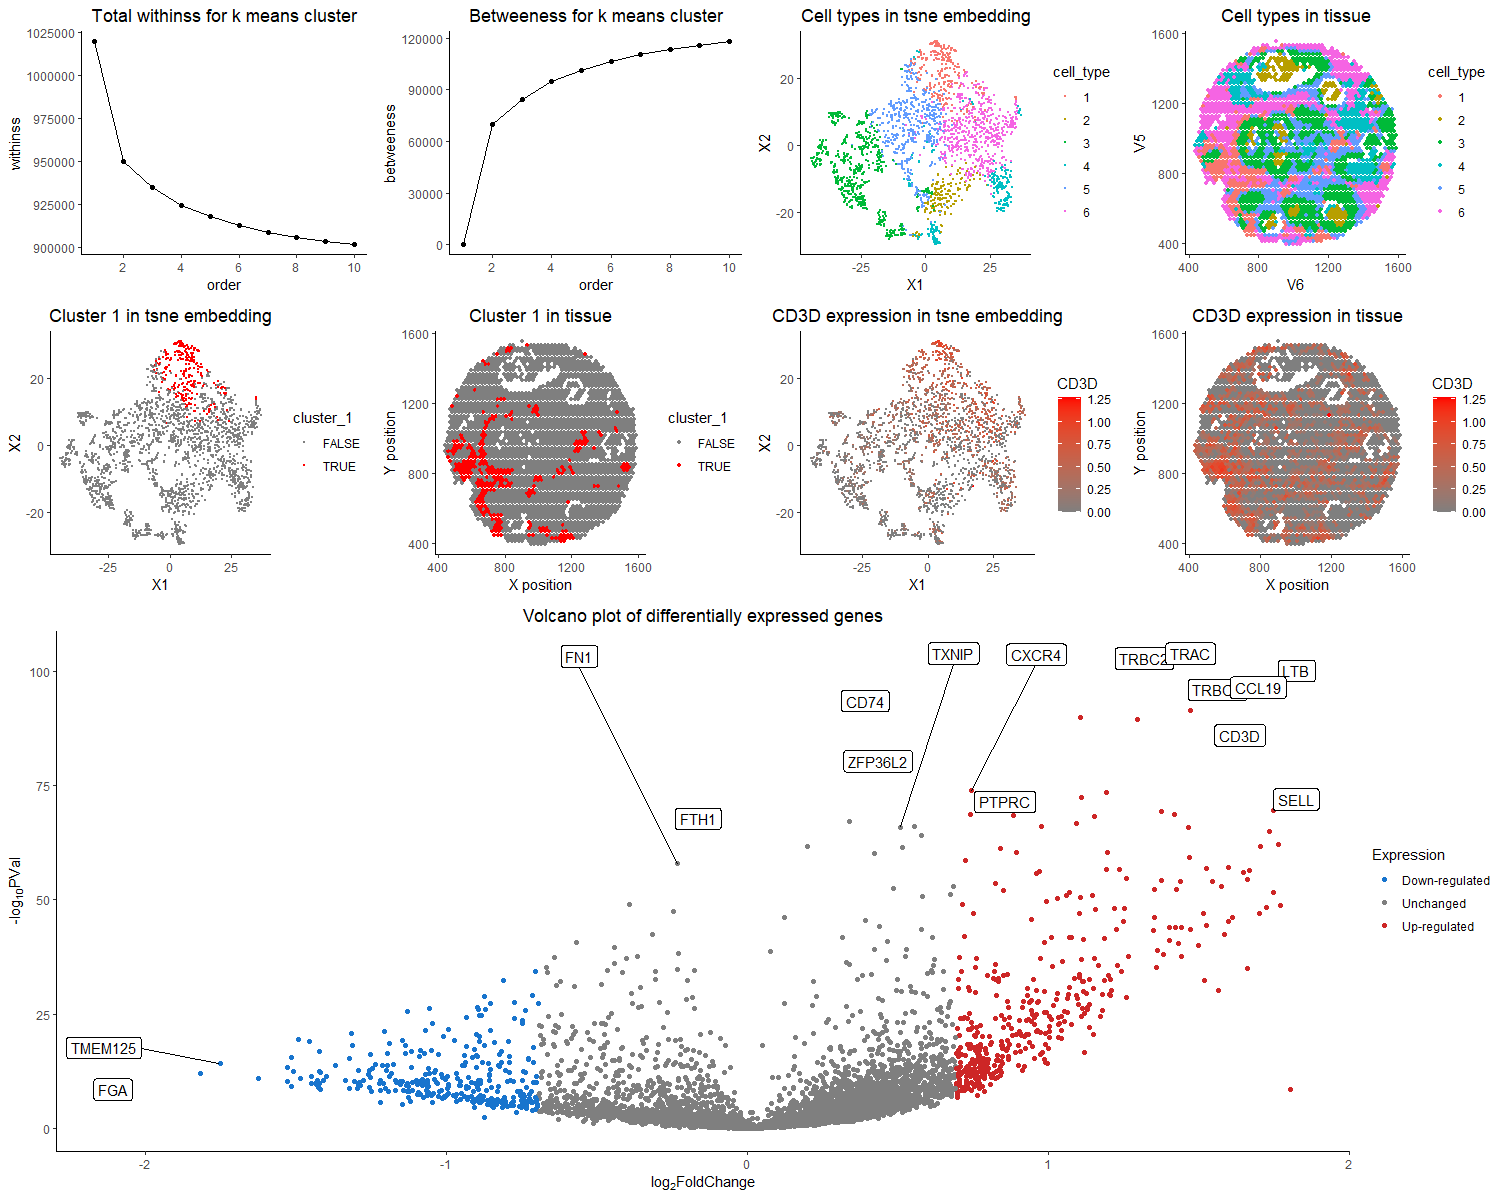 Total withinss for k means cluster
1025000
1000000
975000
950000
925000
900000
withinss
2 4 6 8 10
order
Betweeness for k means cluster
120000
90000
60000
30000
0
betweeness
2 4 6 8 10
order
Cell types in tsne embedding
20
0
-20
X2
-25 0 25
X1
cell_type
1
2
3
4
5
6
Cell types in tissue
1600
1200
800
400
V5
400 800 1200 1600
V6
cell_type
1
2
3
4
5
6
Cluster 1 in tsne embedding
20
0
-20
X2
-25 0 25
X1
cluster_1
FALSE
TRUE
Cluster 1 in tissue
1600
1200
800
400
Y position
400 800 1200 1600
X position
cluster_1
FALSE
TRUE
CD3D expression in tsne embedding
20
0
-20
X2
-25 0 25
X1
CD3D
1.25
1.00
0.75
0.50
0.25
0.00
CD3D expression in tissue
1600
1200
800
400
Y position
400 800 1200 1600
X position
CD3D
1.25
1.00
0.75
0.50
0.25
0.00
Volcano plot of differentially expressed genes
100
75
50
25
0
-log10PVal
FN1
TXNIP
CXCR4
TRBC2
TRAC
LTB
CD74
TRBC
CCL19
CD3D
ZFP36L2
PTPRC
SELL
FTH1
TMEM125
FGA
-2 -1 0 1 2
log2FoldChange
Expression
Down-regulated
Unchanged
Up-regulated